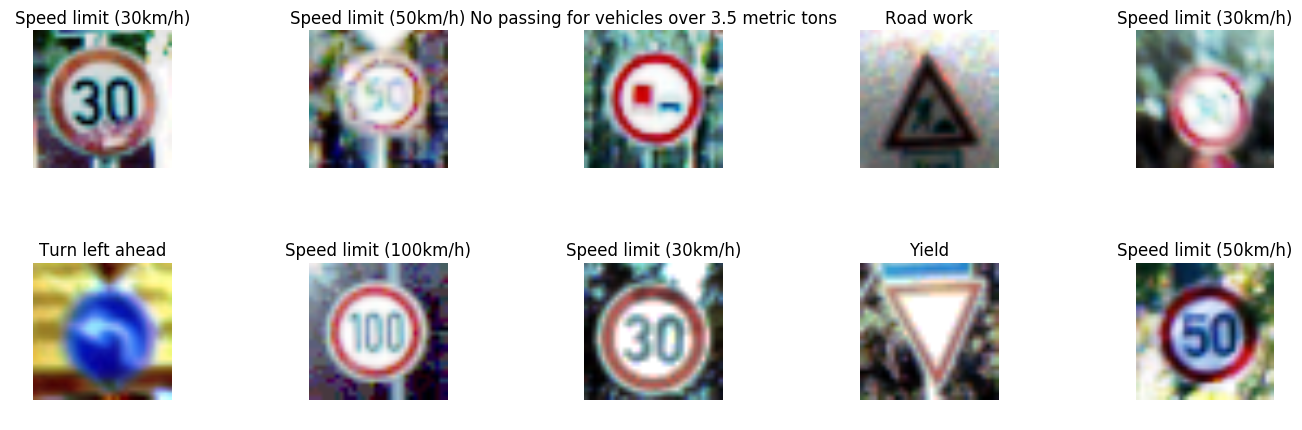 Speed limit (30km/h)
Speed limit (50km/h)
No passing for vehicles over 3.5 metric tons
Road work
Speed limit (30km/h)
30
50
Turn left ahead
Speed limit (100km/h)
Speed limit (30km/h)
Yield
Speed limit (50km/h)
100
30
50